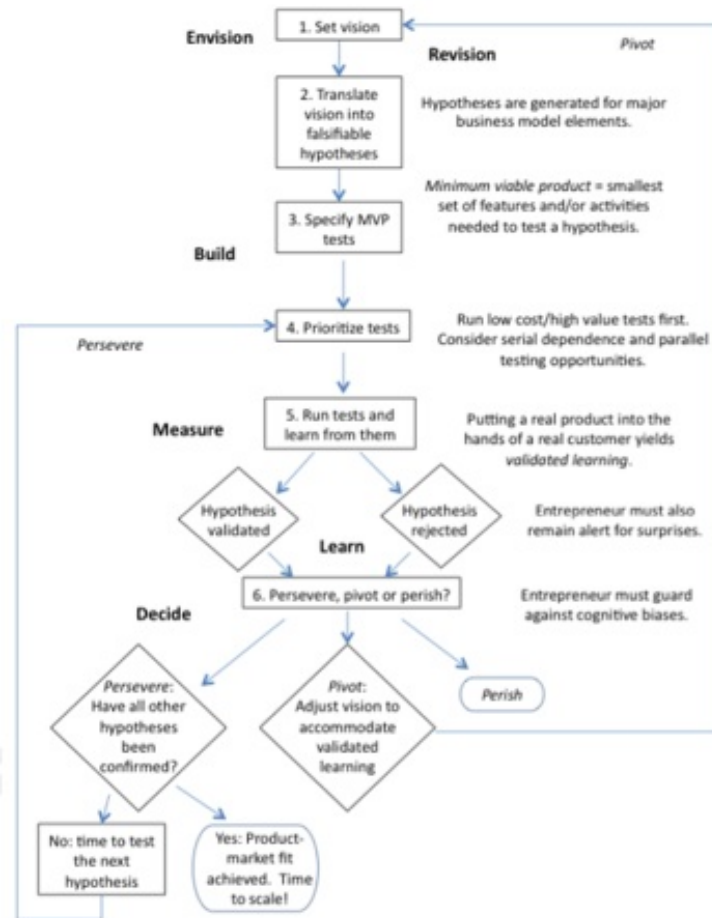 1. Set vision
Envision
Pivot
Revision
2. Translate
vision into
falsifiable
hypotheses
Hypotheses are generated for major
business model elements.
Minimum viable product = smallest
set of features and/or activities
needed to test a hypothesis.
3. Specify MVP
tests
Build
4. Prioritize tests
Persevere
Run low cost/high value tests first.
Consider serial dependence and parallel
testing opportunities.
5. Run tests and
learn from them
Measure
Putting a real product into the
hands of a real customer yields
validated learning.
Hypothesis
validated
Hypothesis
rejected
Entrepreneur must also
remain alert for surprises.
Learn
6. Persevere, pivot or perish?
Entrepreneur must guard
against cognitive biases.
Decide
Persevere:
Have all other
hypotheses
been
confirmed?
Pivot:
Adjust vision to
accommodate
validated
learning
Perish
No: time to test
the next
hypothesis
Yes: Product-
market fit
achieved. Time
to scale!